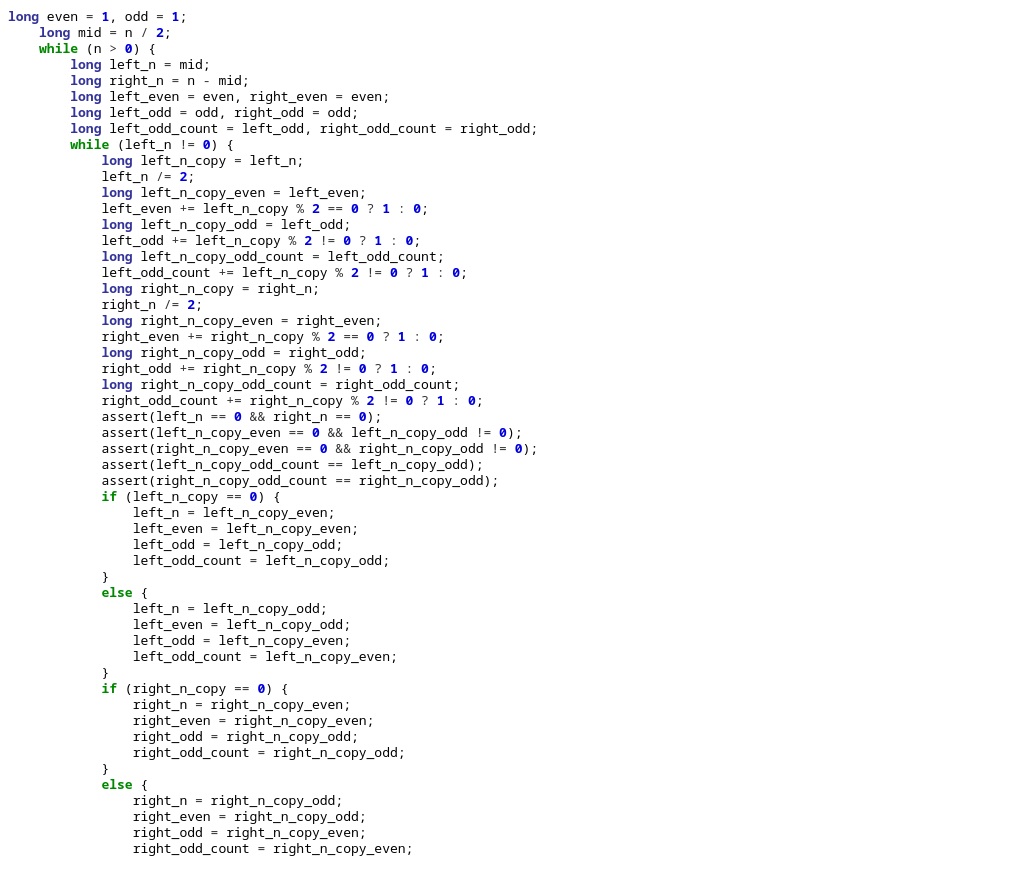 long even = 1, odd = 1;
    long mid = n / 2;
    while (n > 0) {
        long left_n = mid;
        long right_n = n - mid;
        long left_even = even, right_even = even;
        long left_odd = odd, right_odd = odd;
        long left_odd_count = left_odd, right_odd_count = right_odd;
        while (left_n != 0) {
            long left_n_copy = left_n;
            left_n /= 2;
            long left_n_copy_even = left_even;
            left_even += left_n_copy % 2 == 0 ? 1 : 0;
            long left_n_copy_odd = left_odd;
            left_odd += left_n_copy % 2 != 0 ? 1 : 0;
            long left_n_copy_odd_count = left_odd_count;
            left_odd_count += left_n_copy % 2 != 0 ? 1 : 0;
            long right_n_copy = right_n;
            right_n /= 2;
            long right_n_copy_even = right_even;
            right_even += right_n_copy % 2 == 0 ? 1 : 0;
            long right_n_copy_odd = right_odd;
            right_odd += right_n_copy % 2 != 0 ? 1 : 0;
            long right_n_copy_odd_count = right_odd_count;
            right_odd_count += right_n_copy % 2 != 0 ? 1 : 0;
            assert(left_n == 0 && right_n == 0);
            assert(left_n_copy_even == 0 && left_n_copy_odd != 0);
            assert(right_n_copy_even == 0 && right_n_copy_odd != 0);
            assert(left_n_copy_odd_count == left_n_copy_odd);
            assert(right_n_copy_odd_count == right_n_copy_odd);
            if (left_n_copy == 0) {
                left_n = left_n_copy_even;
                left_even = left_n_copy_even;
                left_odd = left_n_copy_odd;
                left_odd_count = left_n_copy_odd;
            }
            else {
                left_n = left_n_copy_odd;
                left_even = left_n_copy_odd;
                left_odd = left_n_copy_even;
                left_odd_count = left_n_copy_even;
            }
            if (right_n_copy == 0) {
                right_n = right_n_copy_even;
                right_even = right_n_copy_even;
                right_odd = right_n_copy_odd;
                right_odd_count = right_n_copy_odd;
            }
            else {
                right_n = right_n_copy_odd;
                right_even = right_n_copy_odd;
                right_odd = right_n_copy_even;
                right_odd_count = right_n_copy_even;